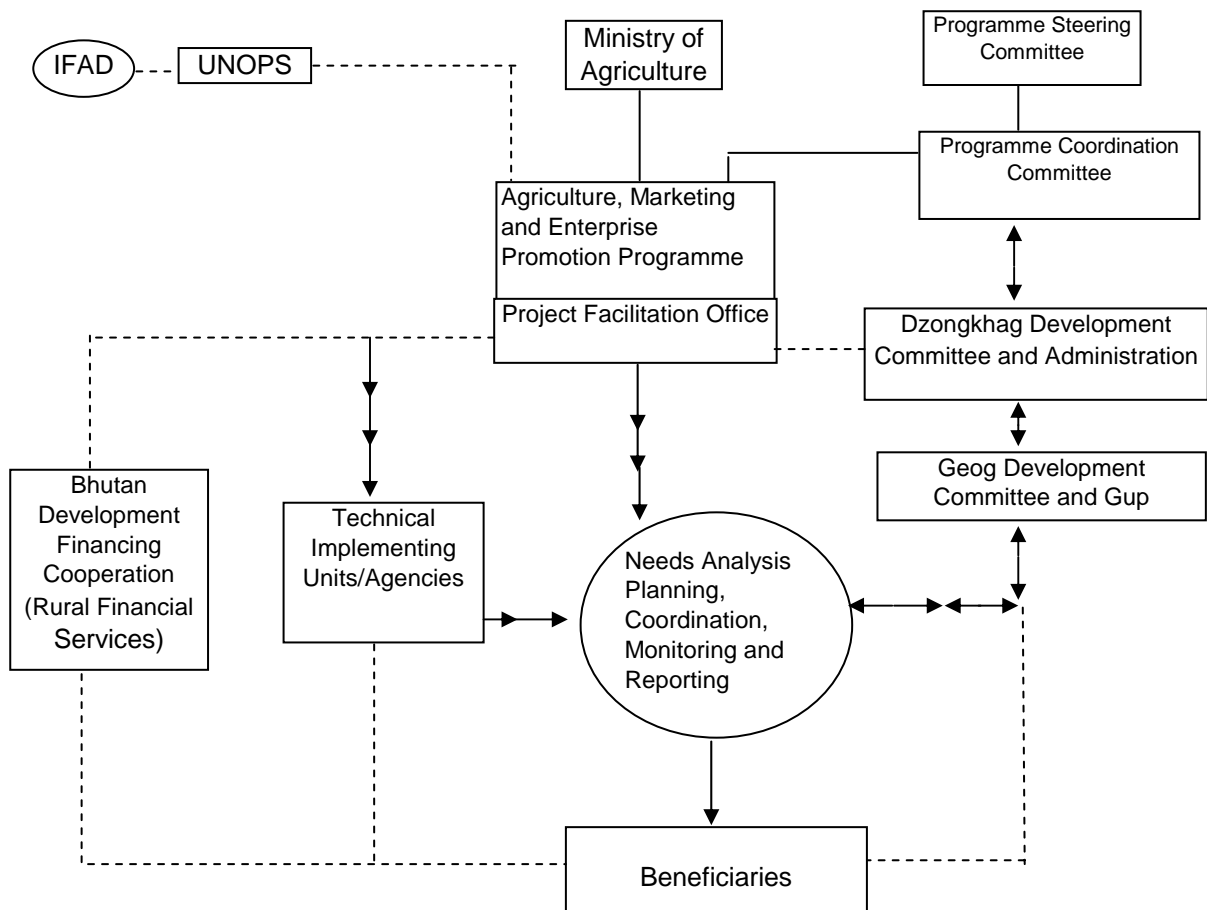 IFAD
UNOPS
Ministry of
Agriculture
Programme Steering
Committee
Programme Coordination
Committee
Agriculture, Marketing
and Enterprise
Promotion Programme
Project Facilitation Office
Dzongkhag Development
Committee and Administration
Geog Development
Committee and Gup
Bhutan
Development
Financing
Cooperation
(Rural Financial
Services)
Technical
Implementing
Units/Agencies
Needs Analysis
Planning,
Coordination,
Monitoring and
Reporting
Beneficiaries